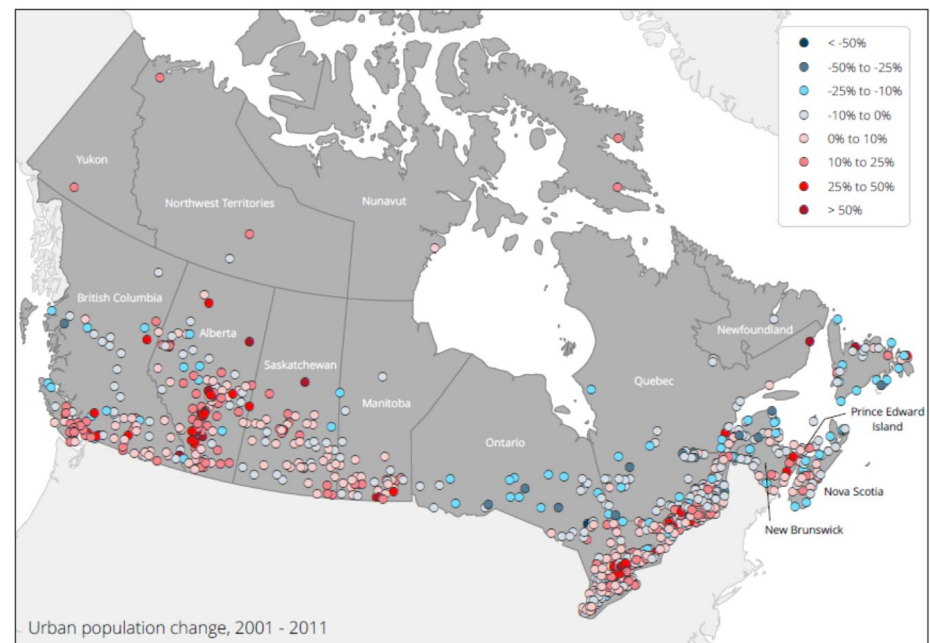 < -50%
-50% to -25%
-25% to -10%
-10% to 0%
0% to 10%
10% to 25%
25% to 50%
> 50%
Yukon
Northwest Territories
Nunavut
British Columbia
Alberta
Saskatchewan
Manitoba
Ontario
Quebec
Newfoundland
Prince Edward
Island
Nova Scotia
New Brunswick
Urban population change, 2001 - 2011